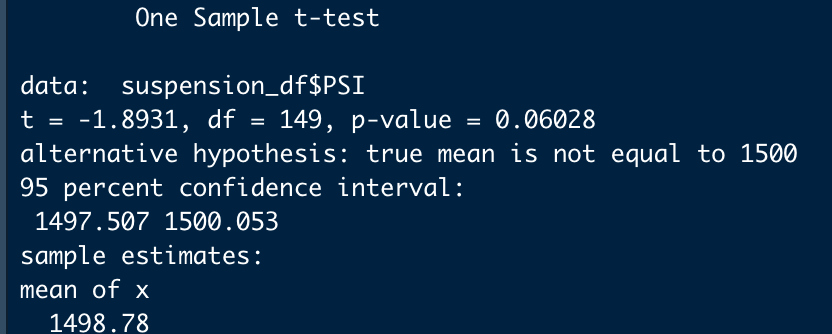 One Sample t-test
data:  suspension_df$PSI
t = -1.8931, df = 149, p-value = 0.06028
alternative hypothesis: true mean is not equal to 1500
95 percent confidence interval:
1497.507 1500.053
sample estimates:
mean of x
1498.78